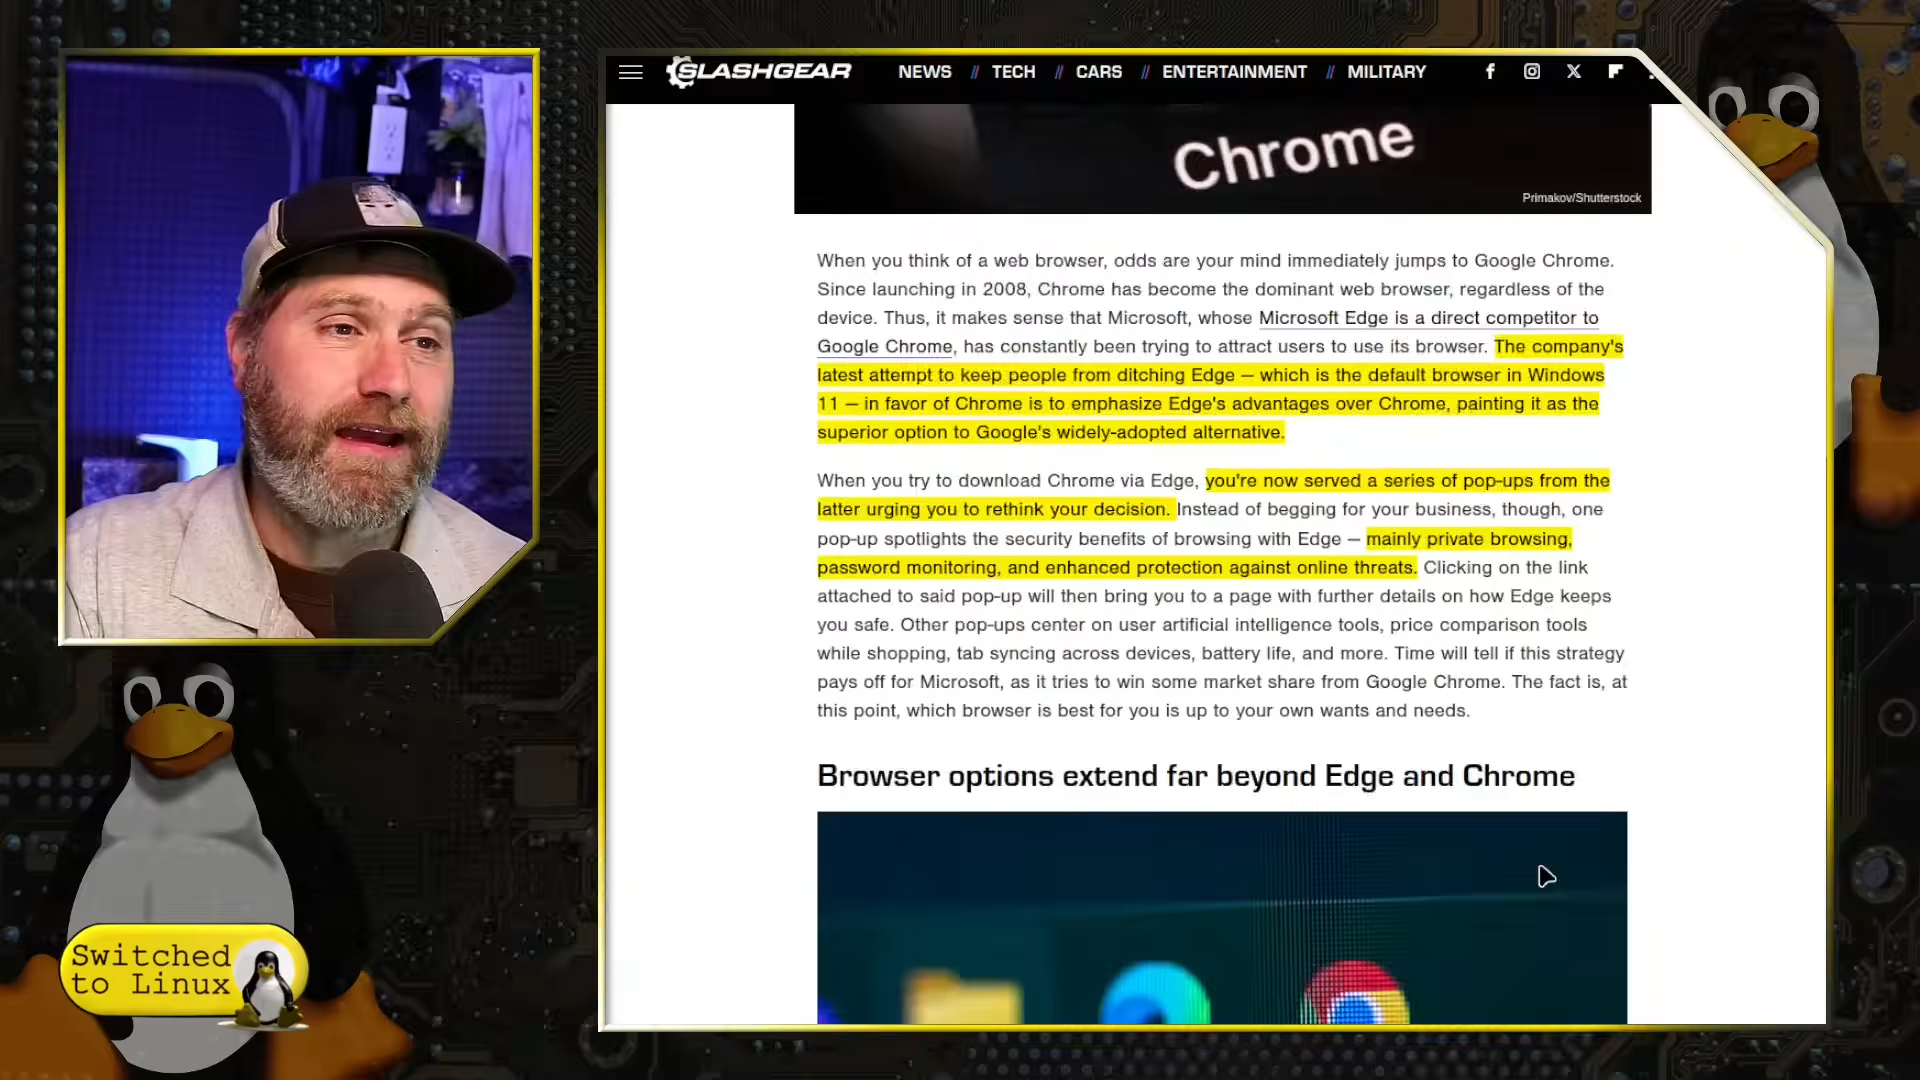 SLASHGEAR
NEWS // TECH // CARS // ENTERTAINMENT // MILITARY
Chrome
Primakov/Shutterstock
When you think of a web browser, odds are your mind immediately jumps to Google Chrome.
Since launching in 2008, Chrome has become the dominant web browser, regardless of the
device. Thus, it makes sense that Microsoft, whose Microsoft Edge is a direct competitor to
Google Chrome, has constantly been trying to attract users to use its browser. The company's
latest attempt to keep people from ditching Edge — which is the default browser in Windows
11 — in favor of Chrome is to emphasize Edge's advantages over Chrome, painting it as the
superior option to Google's widely-adopted alternative.
When you try to download Chrome via Edge, you're now served a series of pop-ups from the
latter urging you to rethink your decision. Instead of begging for your business, though, one
pop-up spotlights the security benefits of browsing with Edge — mainly private browsing,
password monitoring, and enhanced protection against online threats. Clicking on the link
attached to said pop-up will then bring you to a page with further details on how Edge keeps
you safe. Other pop-ups center on user artificial intelligence tools, price comparison tools
while shopping, tab syncing across devices, battery life, and more. Time will tell if this strategy
pays off for Microsoft, as it tries to win some market share from Google Chrome. The fact is, at
this point, which browser is best for you is up to your own wants and needs.
Browser options extend far beyond Edge and Chrome
Switched
to Linux